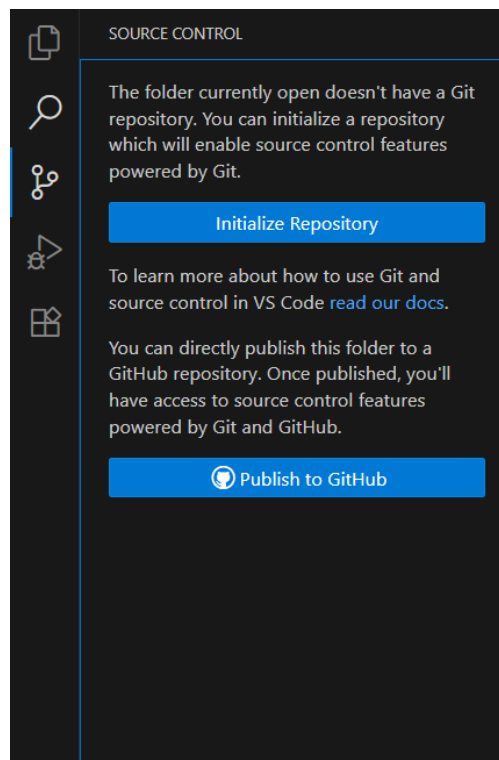 SOURCE CONTROL
The folder currently open doesn't have a Git
repository. You can initialize a repository
which will enable source control features
powered by Git.
Initialize Repository
To learn more about how to use Git and
source control in VS Code read our docs.
You can directly publish this folder to a
GitHub repository. Once published, you'll
have access to source control features
powered by Git and GitHub.
Publish to GitHub